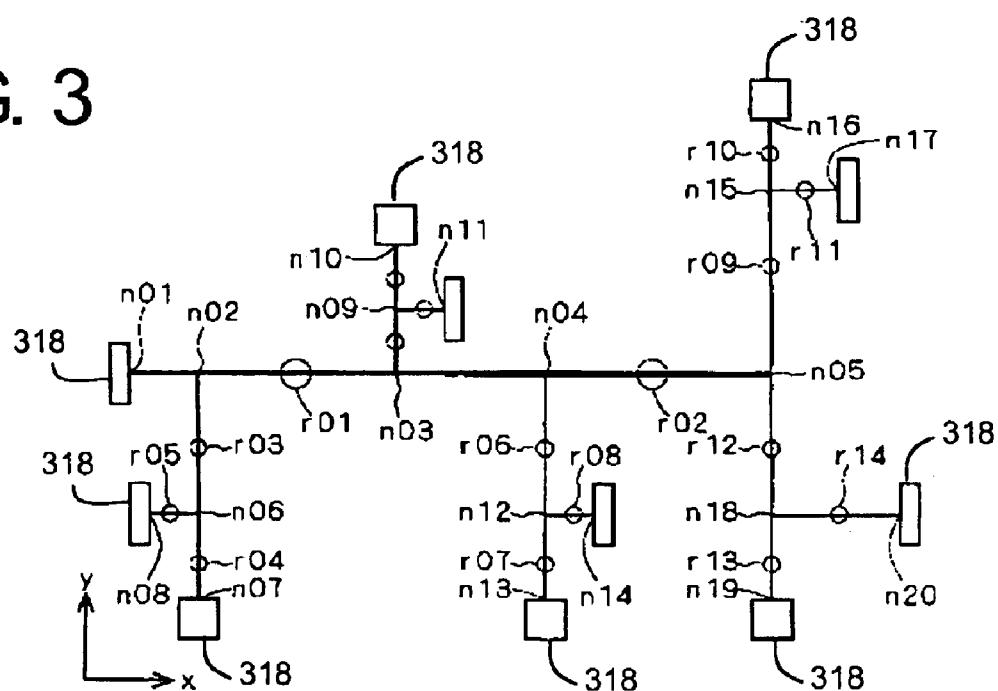 G. 3
318
n16
r10
n17
n15
r11
r09
318
n11
n10
n09
n01
n02
n04
318
r01
n03
r02
n05
r03
r05
318
n06
r04
n08
n07
318
r06
r08
n12
r07
n13
n14
318
r12
r14
318
n18
r13
n19
n20
318
y
x